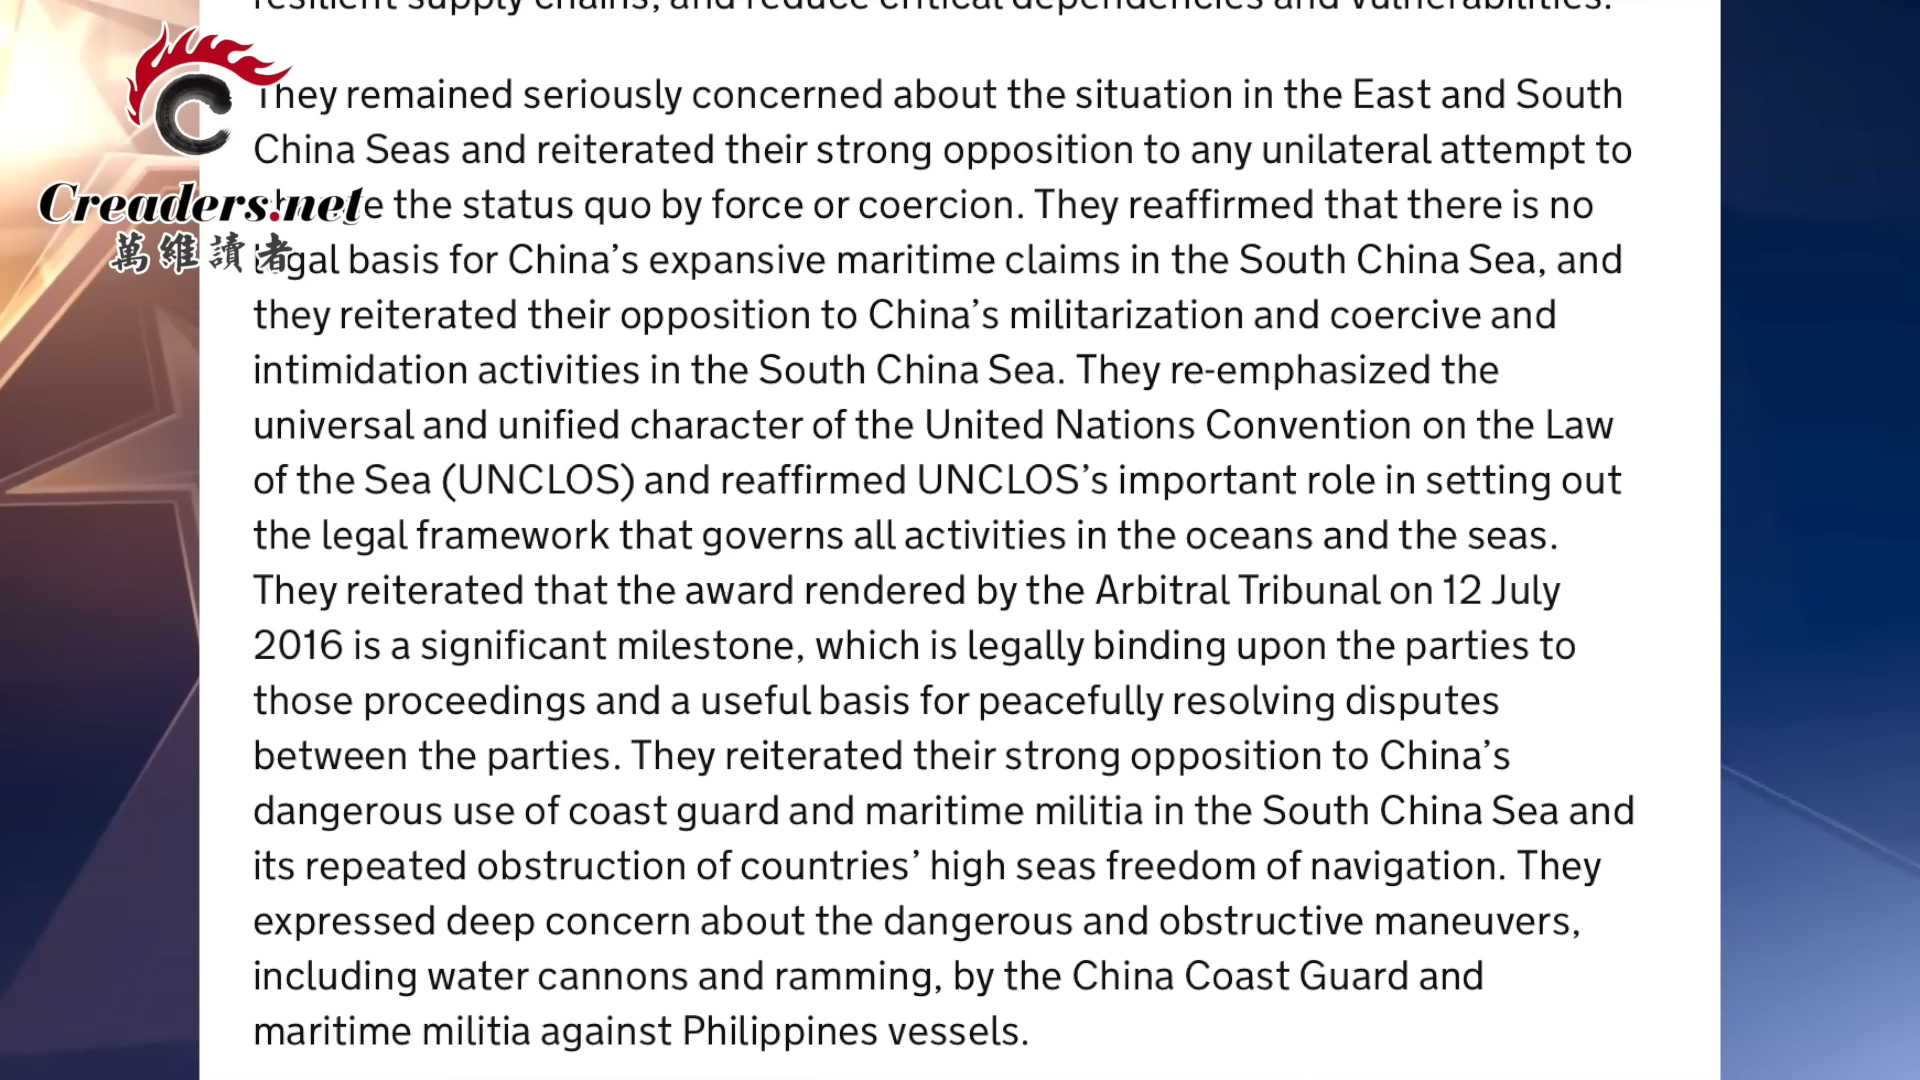 resilient supply chains, and reduce critical dependencies and vulnerabilities.
They remained seriously concerned about the situation in the East and South
China Seas and reiterated their strong opposition to any unilateral attempt to
the status quo by force or coercion. They reaffirmed that there is no
legal basis for China's expansive maritime claims in the South China Sea, and
they reiterated their opposition to China's militarization and coercive and
intimidation activities in the South China Sea. They re-emphasized the
universal and unified character of the United Nations Convention on the Law
of the Sea (UNCLOS) and reaffirmed UNCLOS's important role in setting out
the legal framework that governs all activities in the oceans and the seas.
They reiterated that the award rendered by the Arbitral Tribunal on 12 July
2016 is a significant milestone, which is legally binding upon the parties to
those proceedings and a useful basis for peacefully resolving disputes
between the parties. They reiterated their strong opposition to China's
dangerous use of coast guard and maritime militia in the South China Sea and
its repeated obstruction of countries' high seas freedom of navigation. They
expressed deep concern about the dangerous and obstructive maneuvers,
including water cannons and ramming, by the China Coast Guard and
maritime militia against Philippines vessels.
Creaders.net
萬維讀者